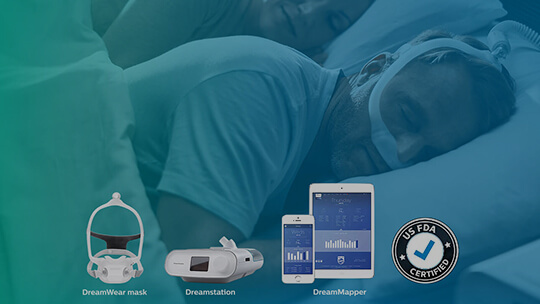 DreamWear mask
Dreamstation
DreamMapper
US FDA
CERTIFIED